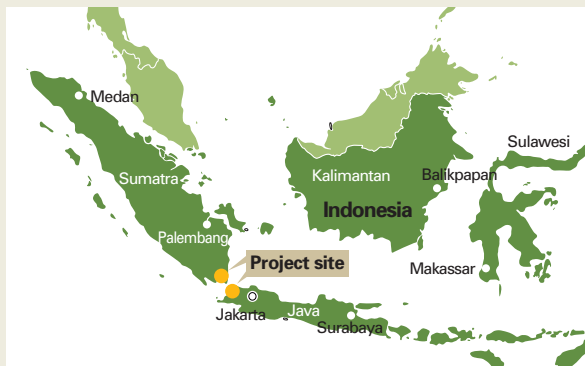 Medan
Sulawesi
Sumatra
Kalimantan
Balikpapan
Indonesia
Palembang
Project site
Makassar
Jakarta
Java
Surabaya